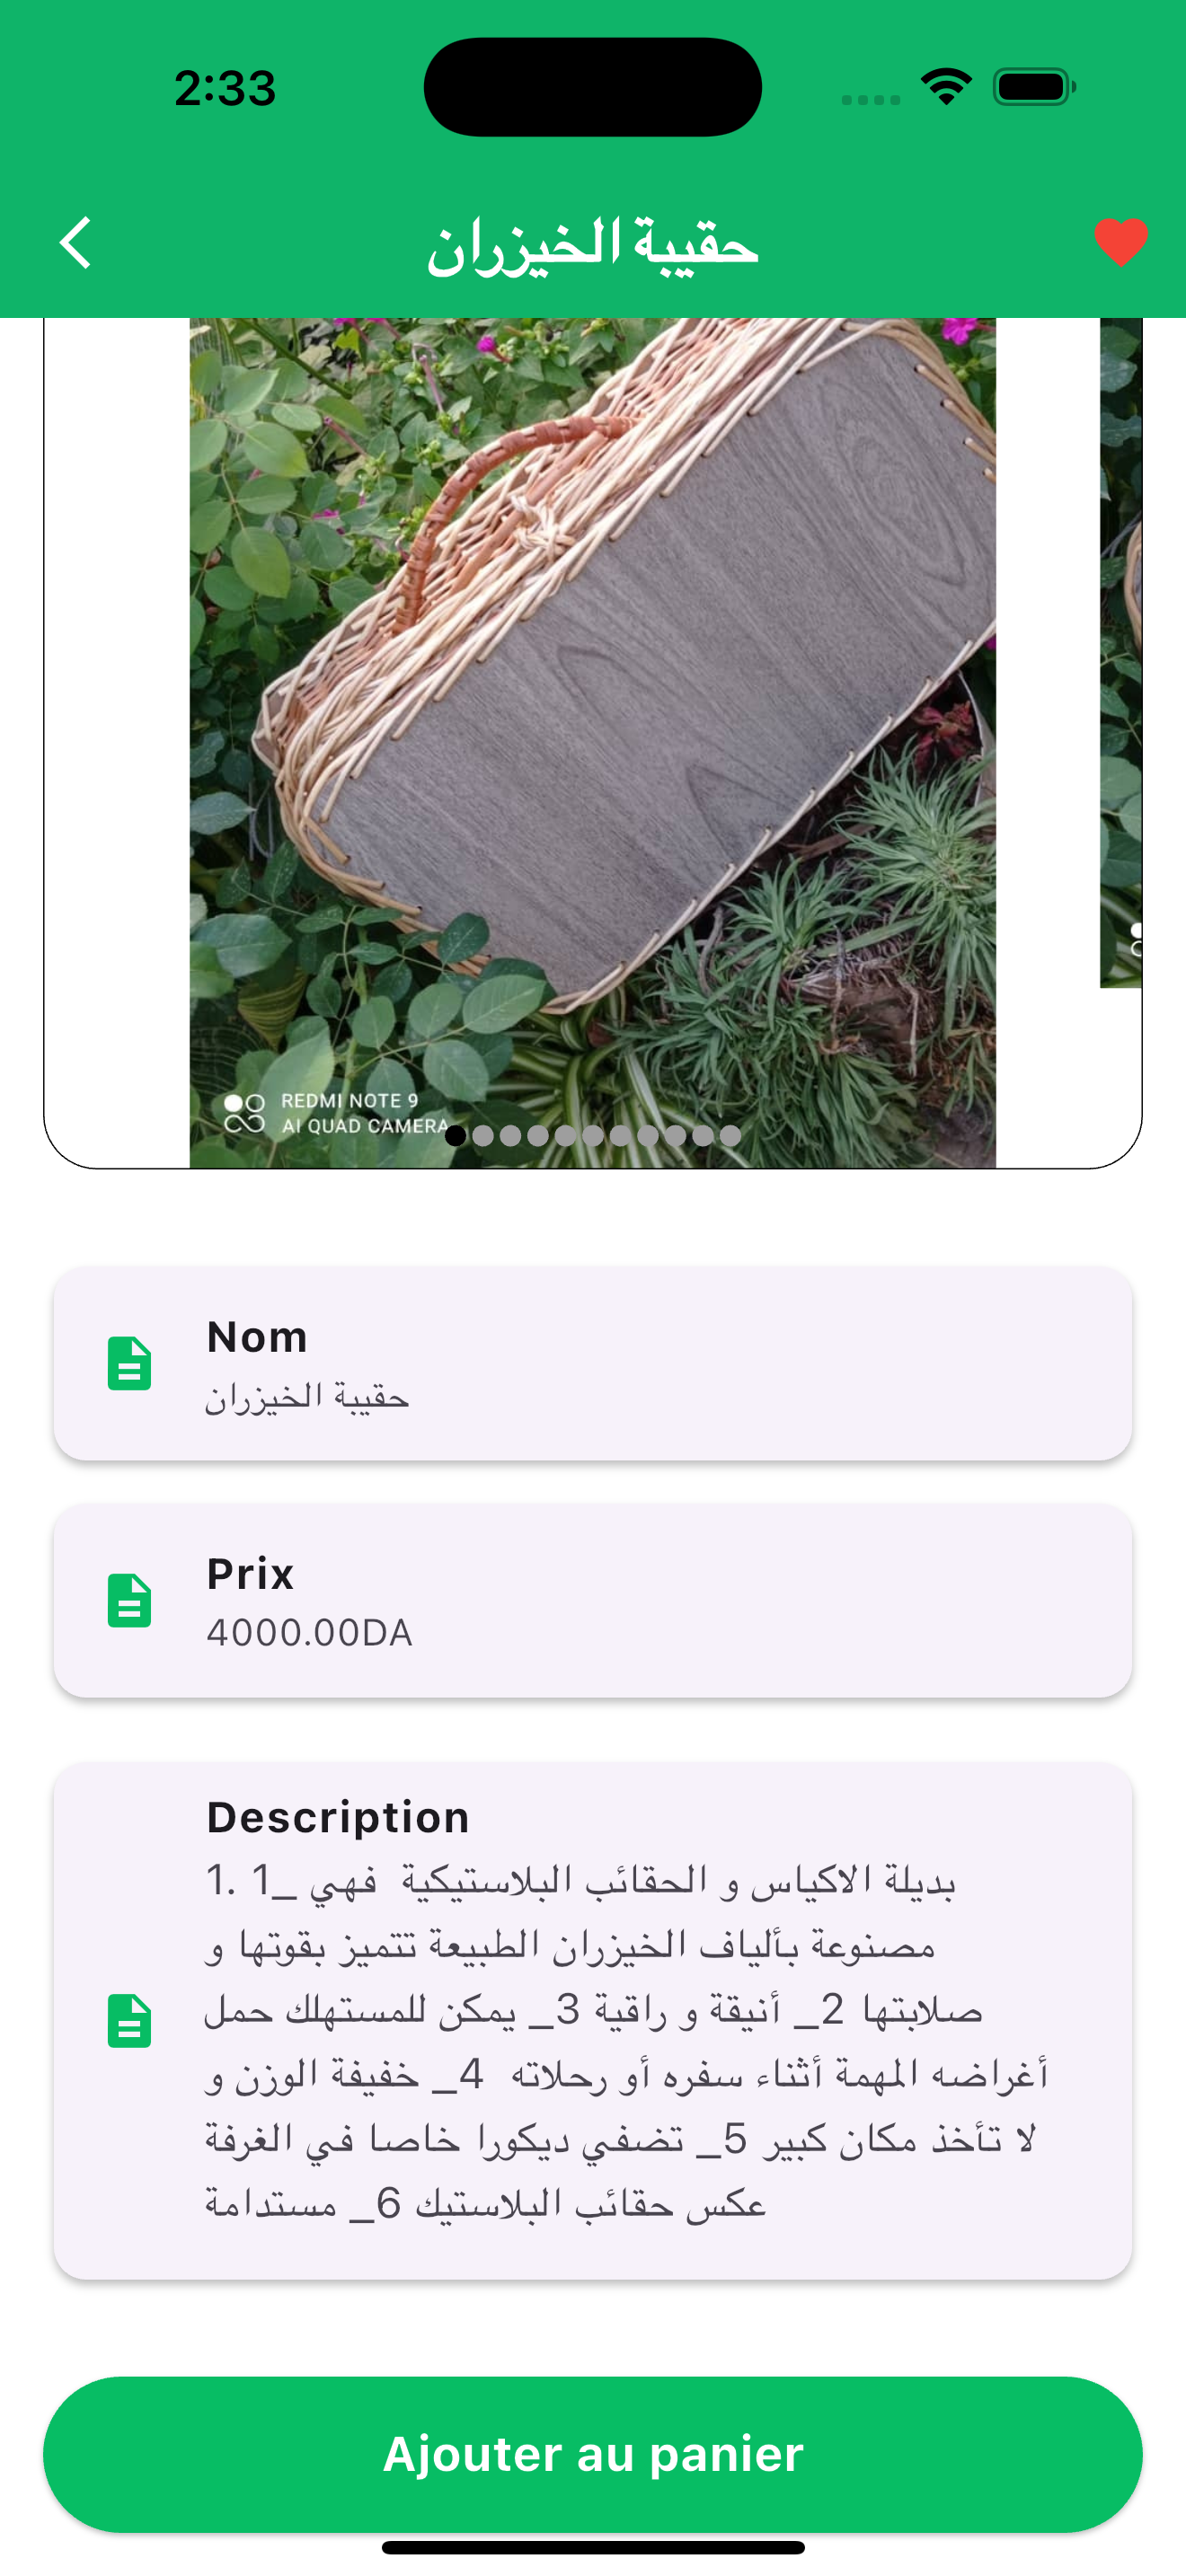 2:33
حقيبة الخيزران
REDMI NOTE 9
AI QUAD CAMERA
Nom
حقيبة الخيزران
Prix
4000.00DA
Description
1. 1_ بديلة الاكياس و الحقائب البلاستيكية فهي
مصنوعة بألياف الخيزران الطبيعة تتميز بقوتها و
صلابتها 2_ أنيقة و راقية 3_ يمكن للمستهلك حمل
أغراضه المهمة أثناء سفره أو رحلاته 4_ خفيفة الوزن و
لا تأخذ مكان كبير 5_ تضفي ديكورا خاصا في الغرفة
عكس حقائب البلاستيك 6_ مستدامة
Ajouter au panier